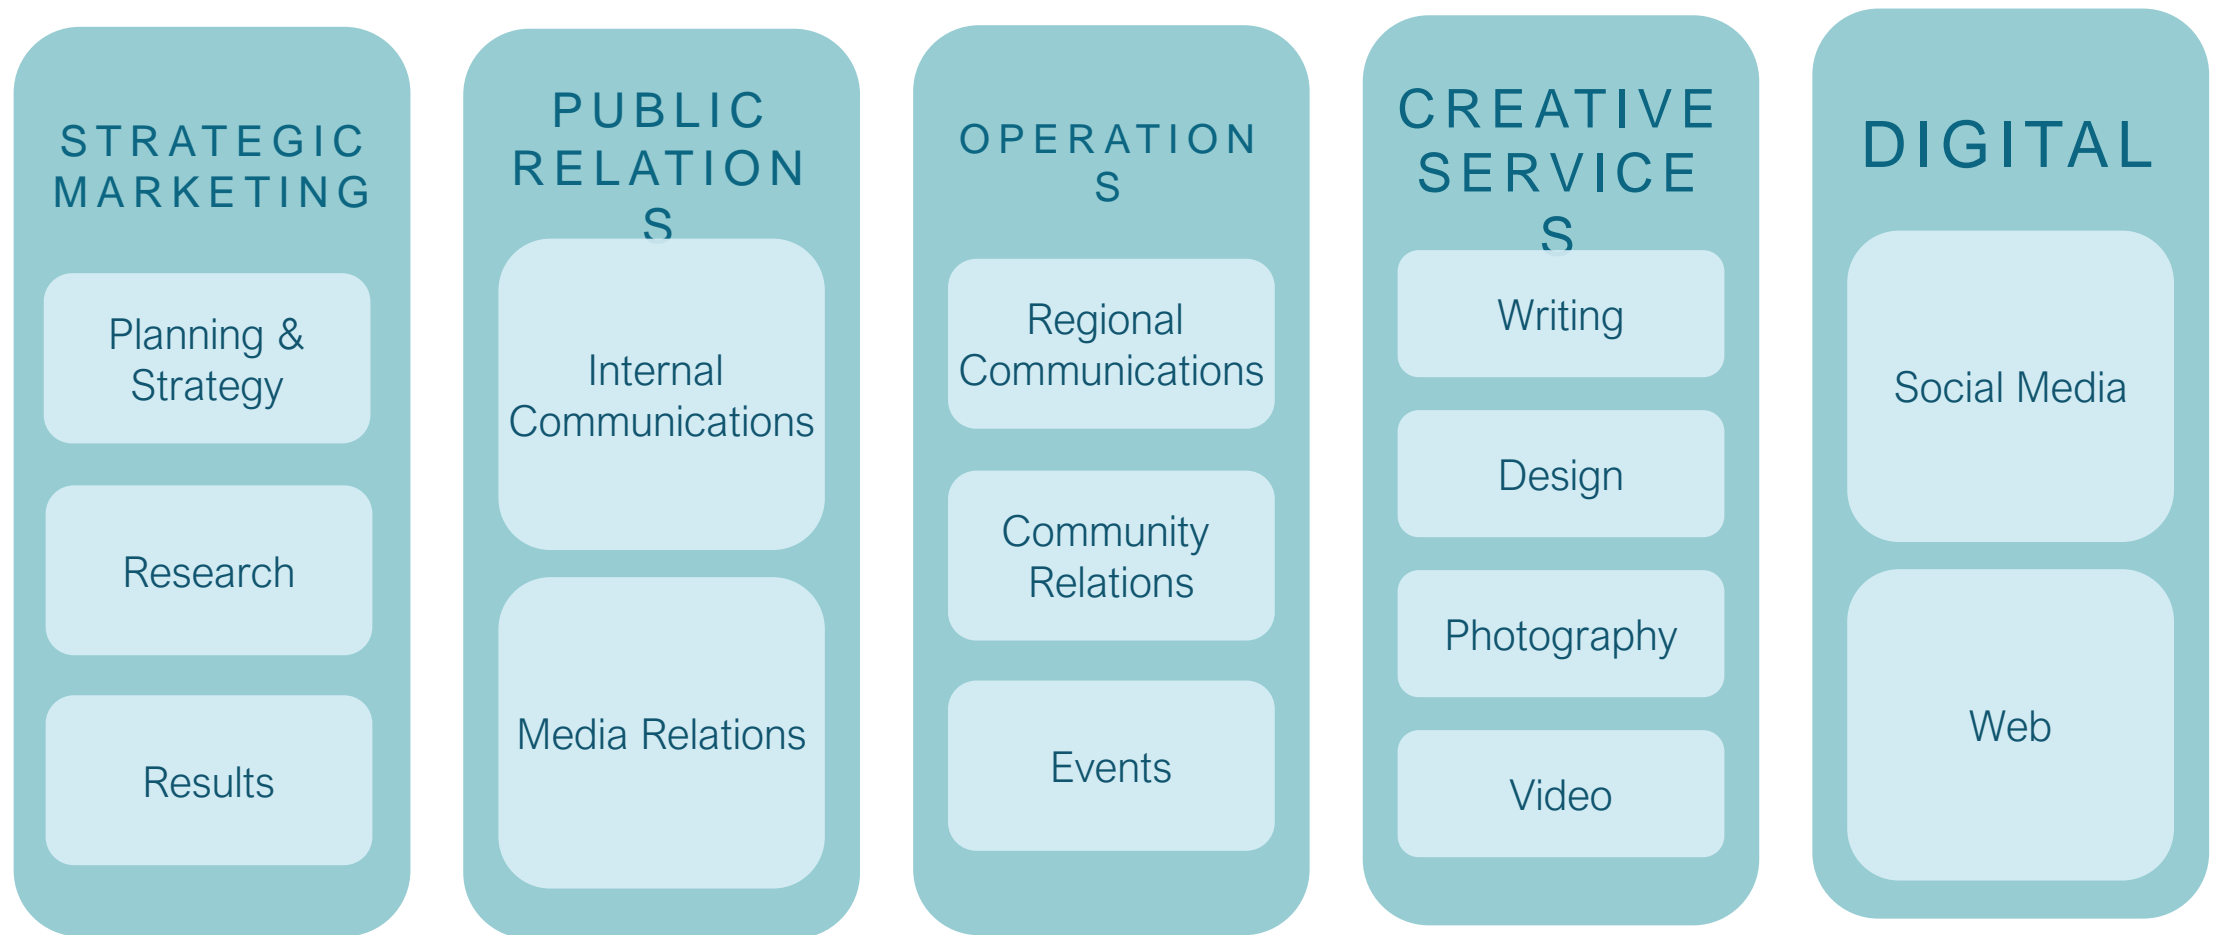 STRATEGIC
MARKETING
Planning &
Strategy
Research
Results
PUBLIC
RELATION
S
Internal
Communications
Media Relations
OPERATION
S
Regional
Communications
Community
Relations
Events
CREATIVE
SERVICE
S
Writing
Design
Photography
Video
DIGITAL
Social Media
Web